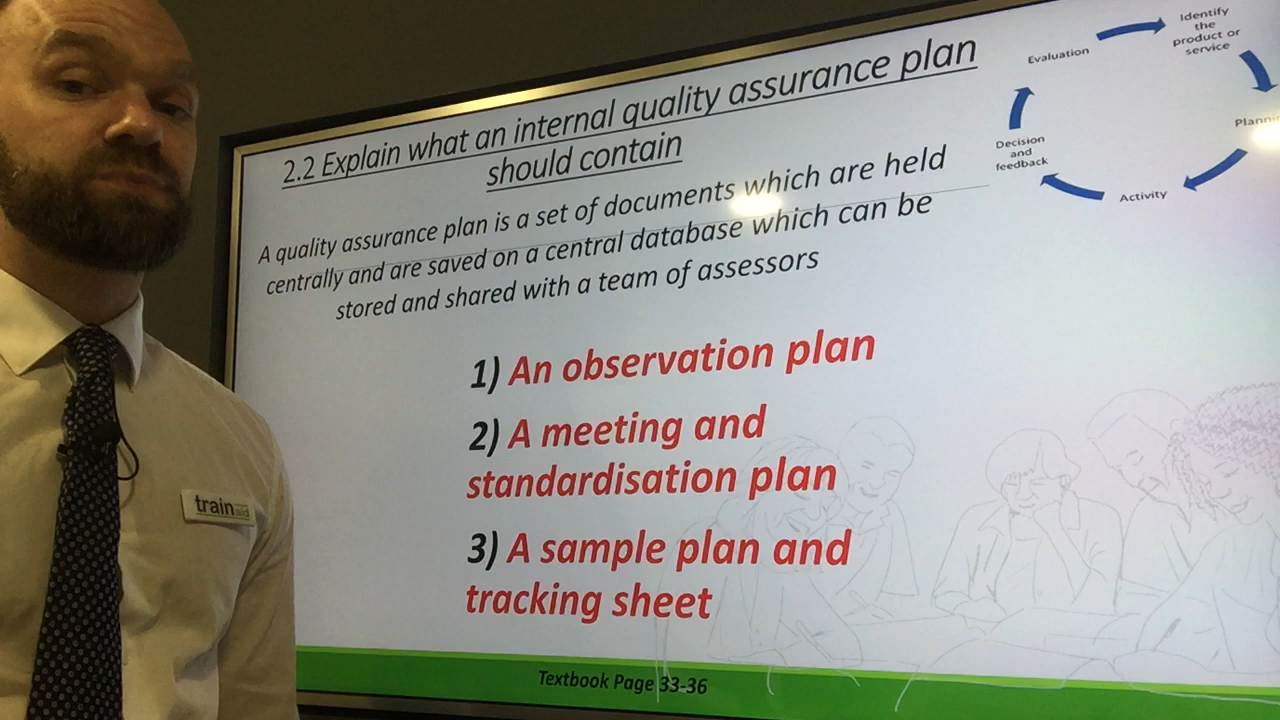 2.2 Explain what an internal quality assurance plan
should contain
A quality assurance plan is a set of documents which are held
centrally and are saved on a central database which can be
stored and shared with a team of assessors
1) An observation plan
2) A meeting and
standardisation plan
3) A sample plan and
tracking sheet
Textbook Page 33-36
Identify
the
product or
service
Activity
Decision
and
feedback
Evaluation
trainaid